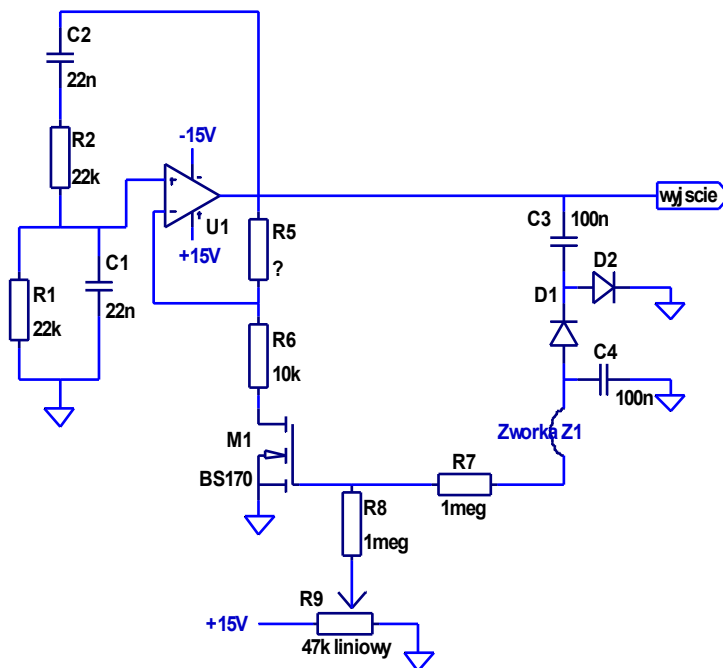 C2
22n
R2
22k
-15V
U1
+15V
R1
22k
C1
22n
R5
?
R6
10k
M1
BS170
wyjscie
C3
100n
D2
D1
C4
100n
Zworka Z1
R7
1meg
R8
1meg
R9
+15V
47k liniowy